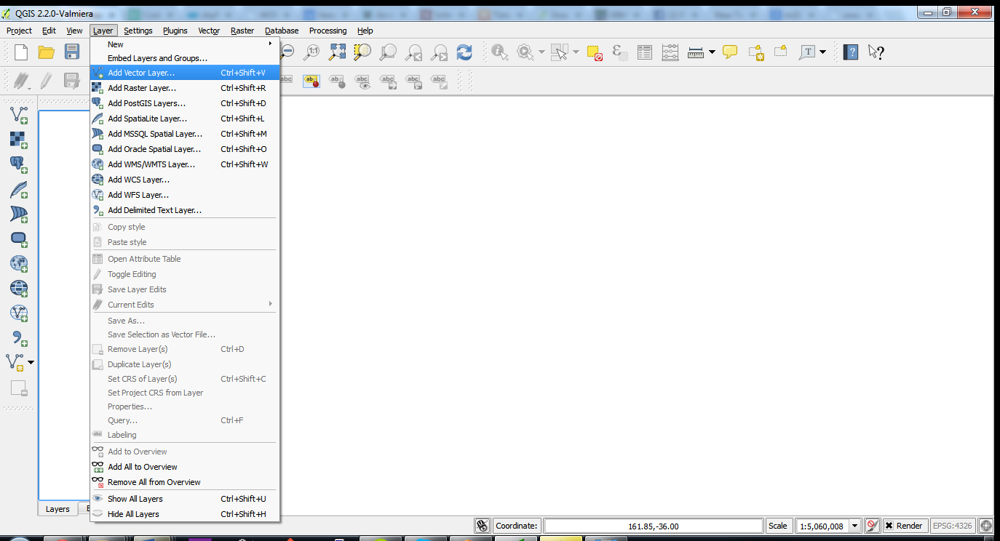 QGIS 2.2.0-Valmiera
Project Edit View Layer Settings Plugins Vector Raster Database Processing Help
New
Embed Layers and Groups...
Add Vector Layer... Ctrl+Shift+V
Add Raster Layer... Ctrl+Shift+R
Add PostGIS Layers... Ctrl+Shift+D
Add SpatiaLite Layer... Ctrl+Shift+L
Add MSSQL Spatial Layer... Ctrl+Shift+M
Add Oracle Spatial Layer... Ctrl+Shift+O
Add WMS/WMTS Layer... Ctrl+Shift+W
Add WCS Layer...
Add WFS Layer...
Add Delimited Text Layer...
Copy style
Paste style
Open Attribute Table
Toggle Editing
Save Layer Edits
Current Edits
Save As...
Save Selection as Vector File...
Remove Layer(s) Ctrl+D
Duplicate Layer(s)
Set CRS of Layer(s) Ctrl+Shift+C
Set Project CRS from Layer
Properties...
Query... Ctrl+F
Labeling
Add to Overview
Add All to Overview
Remove All from Overview
Show All Layers Ctrl+Shift+U
Hide All Layers Ctrl+Shift+H
Layers
Coordinate: 161.85,-36.00 Scale 1:5,060,008 Render EPSG:4326